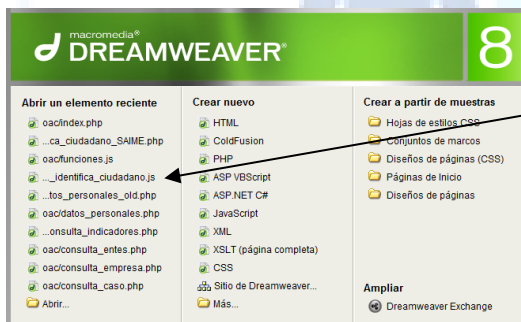 macromedia®
DREAMWEAVER® 8
Abrir un elemento reciente
oac/index.php
...ca_ciudadano_SAIME.php
oac/funciones.js
..._identifica_ciudadano.js
...tos_personales_old.php
oac/datos_personales.php
...onsulta_indicadores.php
oac/consulta_entes.php
oac/consulta_empresa.php
oac/consulta_caso.php
Abrir...
Crear nuevo
HTML
ColdFusion
PHP
ASP VBScript
ASP.NET C#
JavaScript
XML
XSLT (página completa)
CSS
Sitio de Dreamweaver...
Más...
Crear a partir de muestras
Hojas de estilos CSS
Conjuntos de marcos
Diseños de páginas (CSS)
Páginas de Inicio
Diseños de páginas
Ampliar
Dreamweaver Exchange